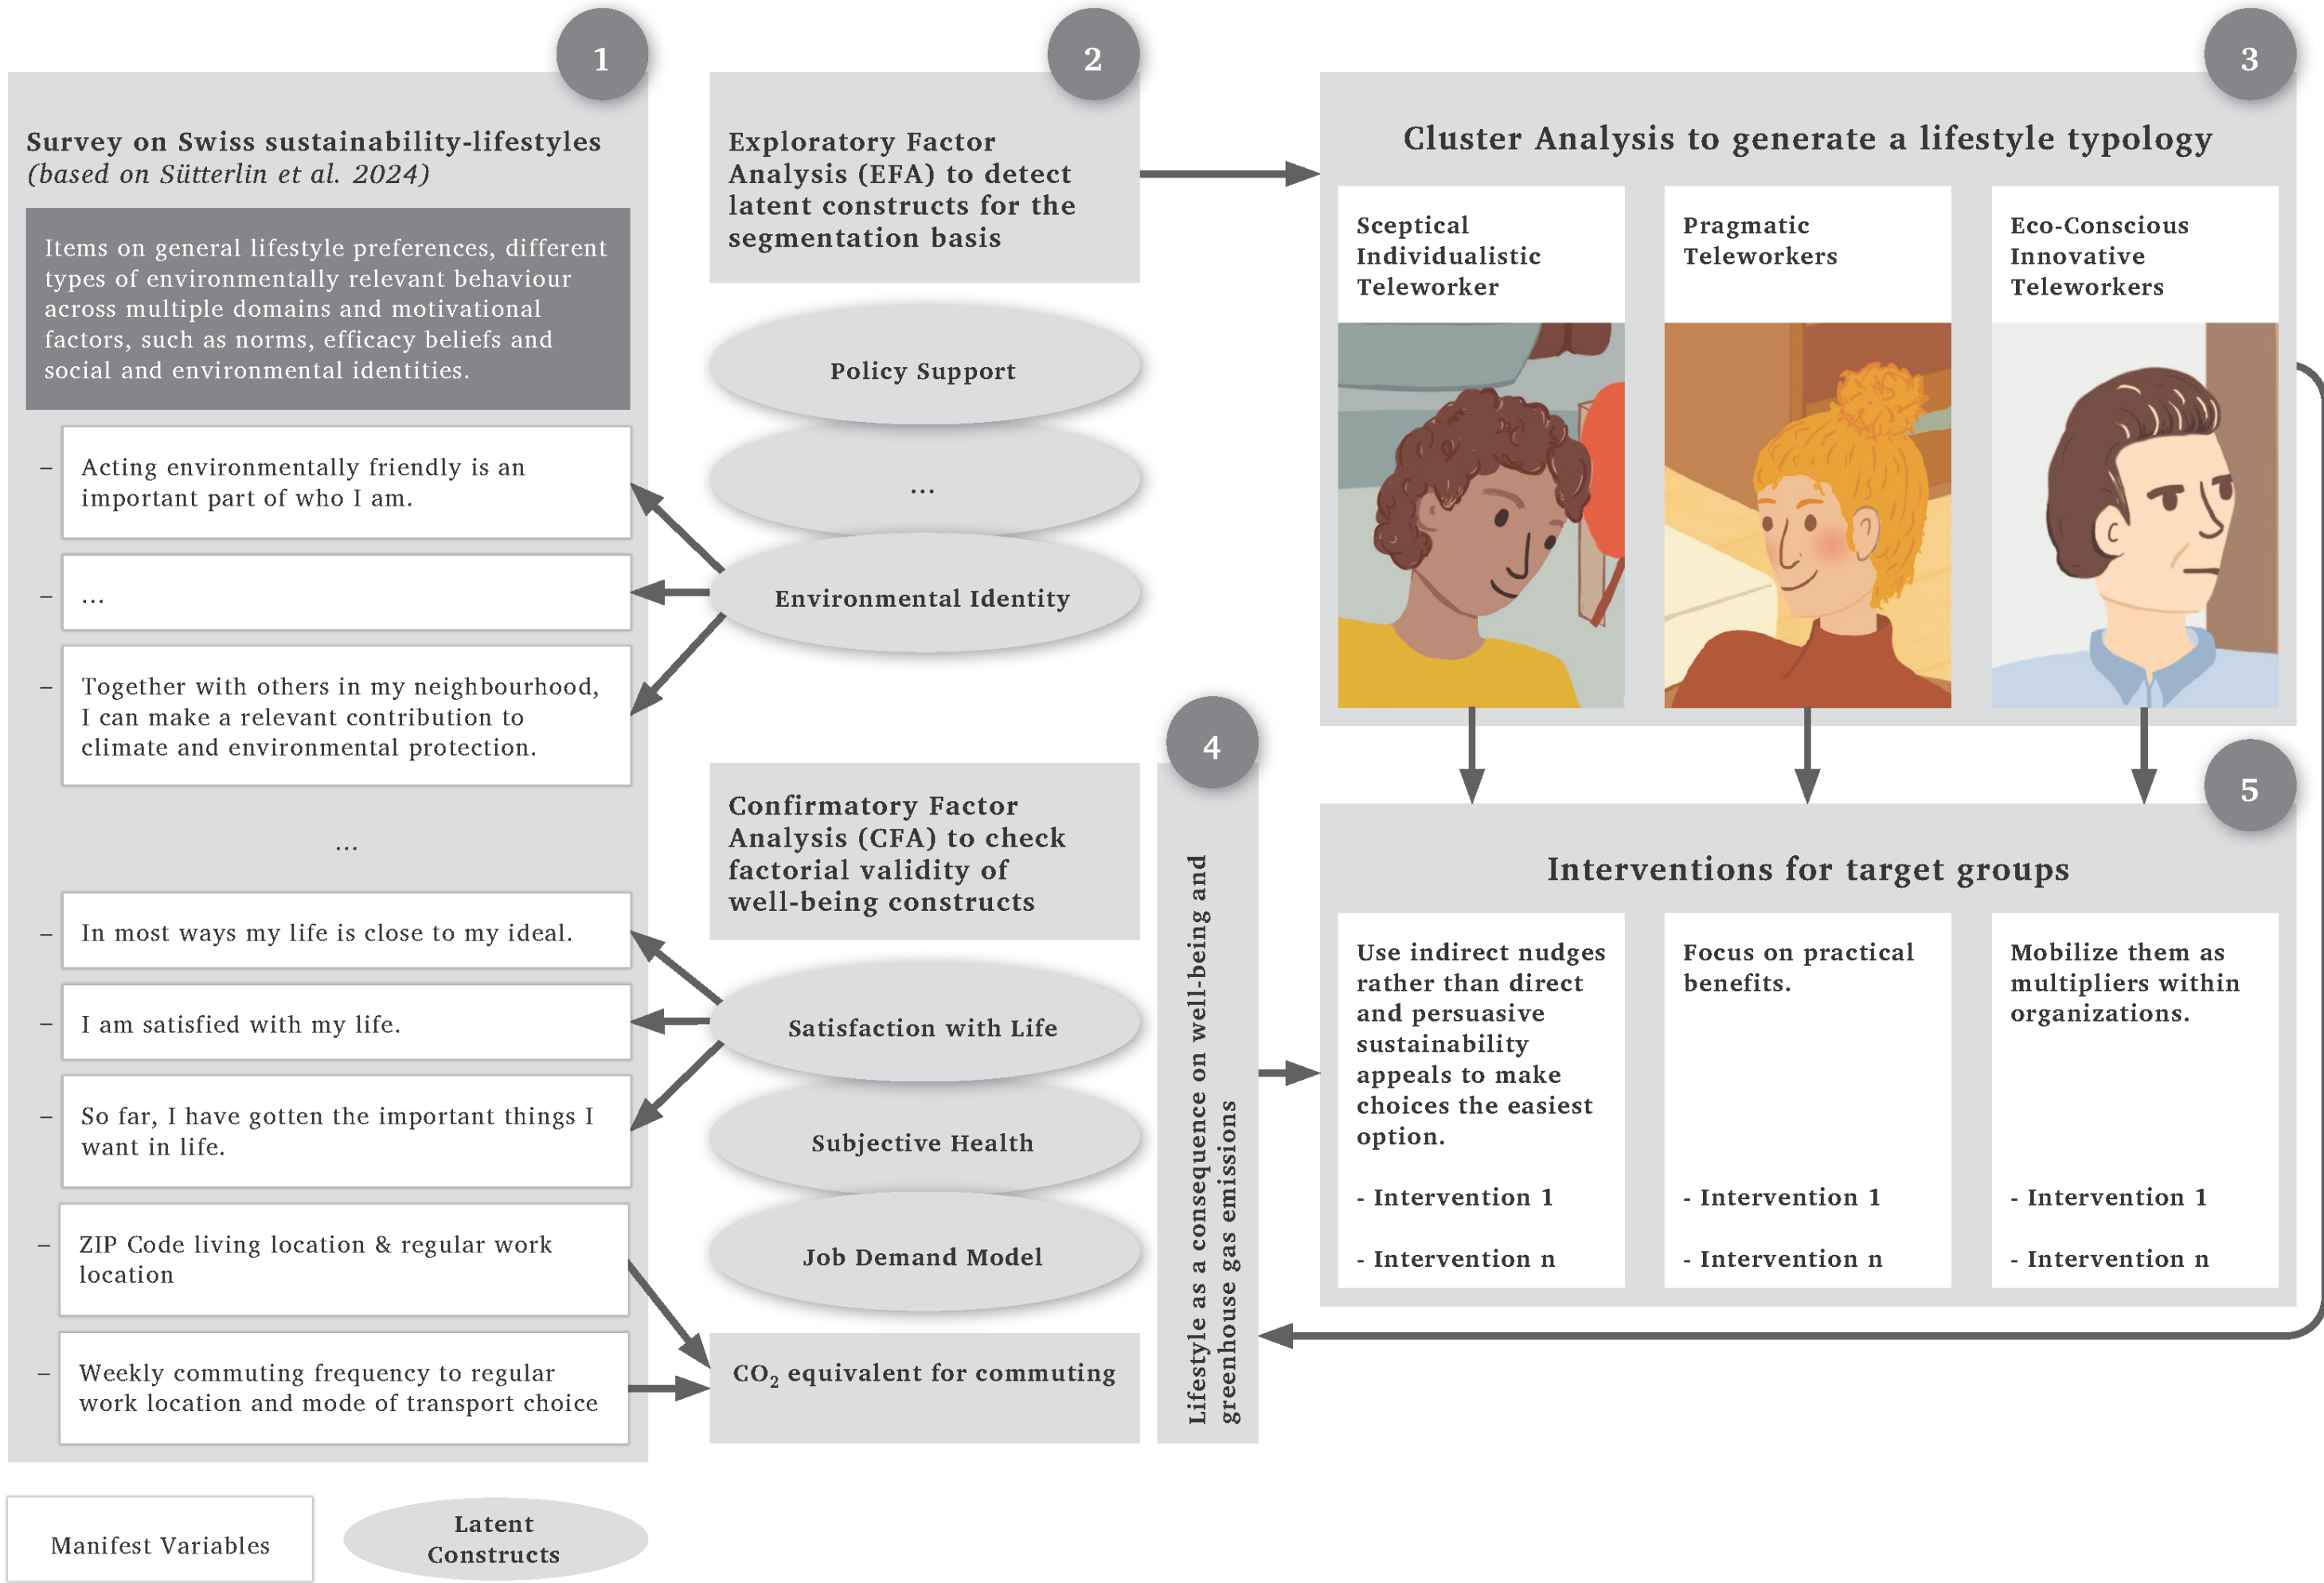 1
Survey on Swiss sustainability-lifestyles
(based on Sütterlin et al. 2024)
Items on general lifestyle preferences, different
types of environmentally relevant behaviour
across multiple domains and motivational
factors, such as norms, efficacy beliefs and
social and environmental identities.
– Acting environmentally friendly is an
important part of who I am.
– ...
– Together with others in my neighbourhood,
I can make a relevant contribution to
climate and environmental protection.
...
– In most ways my life is close to my ideal.
– I am satisfied with my life.
– So far, I have gotten the important things I
want in life.
– ZIP Code living location & regular work
location
– Weekly commuting frequency to regular
work location and mode of transport choice
2
Exploratory Factor
Analysis (EFA) to detect
latent constructs for the
segmentation basis
Policy Support
...
Environmental Identity
Confirmatory Factor
Analysis (CFA) to check
factorial validity of
well-being constructs
Satisfaction with Life
Subjective Health
Job Demand Model
CO₂ equivalent for commuting
3
Cluster Analysis to generate a lifestyle typology
Sceptical
Individualistic
Teleworker
Pragmatic
Teleworkers
Eco-Conscious
Innovative
Teleworkers
4
Lifestyle as a consequence on well-being and
greenhouse gas emissions
5
Interventions for target groups
Use indirect nudges
rather than direct
and persuasive
sustainability
appeals to make
choices the easiest
option.
- Intervention 1
- Intervention n
Focus on practical
benefits.
- Intervention 1
- Intervention n
Mobilize them as
multipliers within
organizations.
- Intervention 1
- Intervention n
Manifest Variables
Latent
Constructs